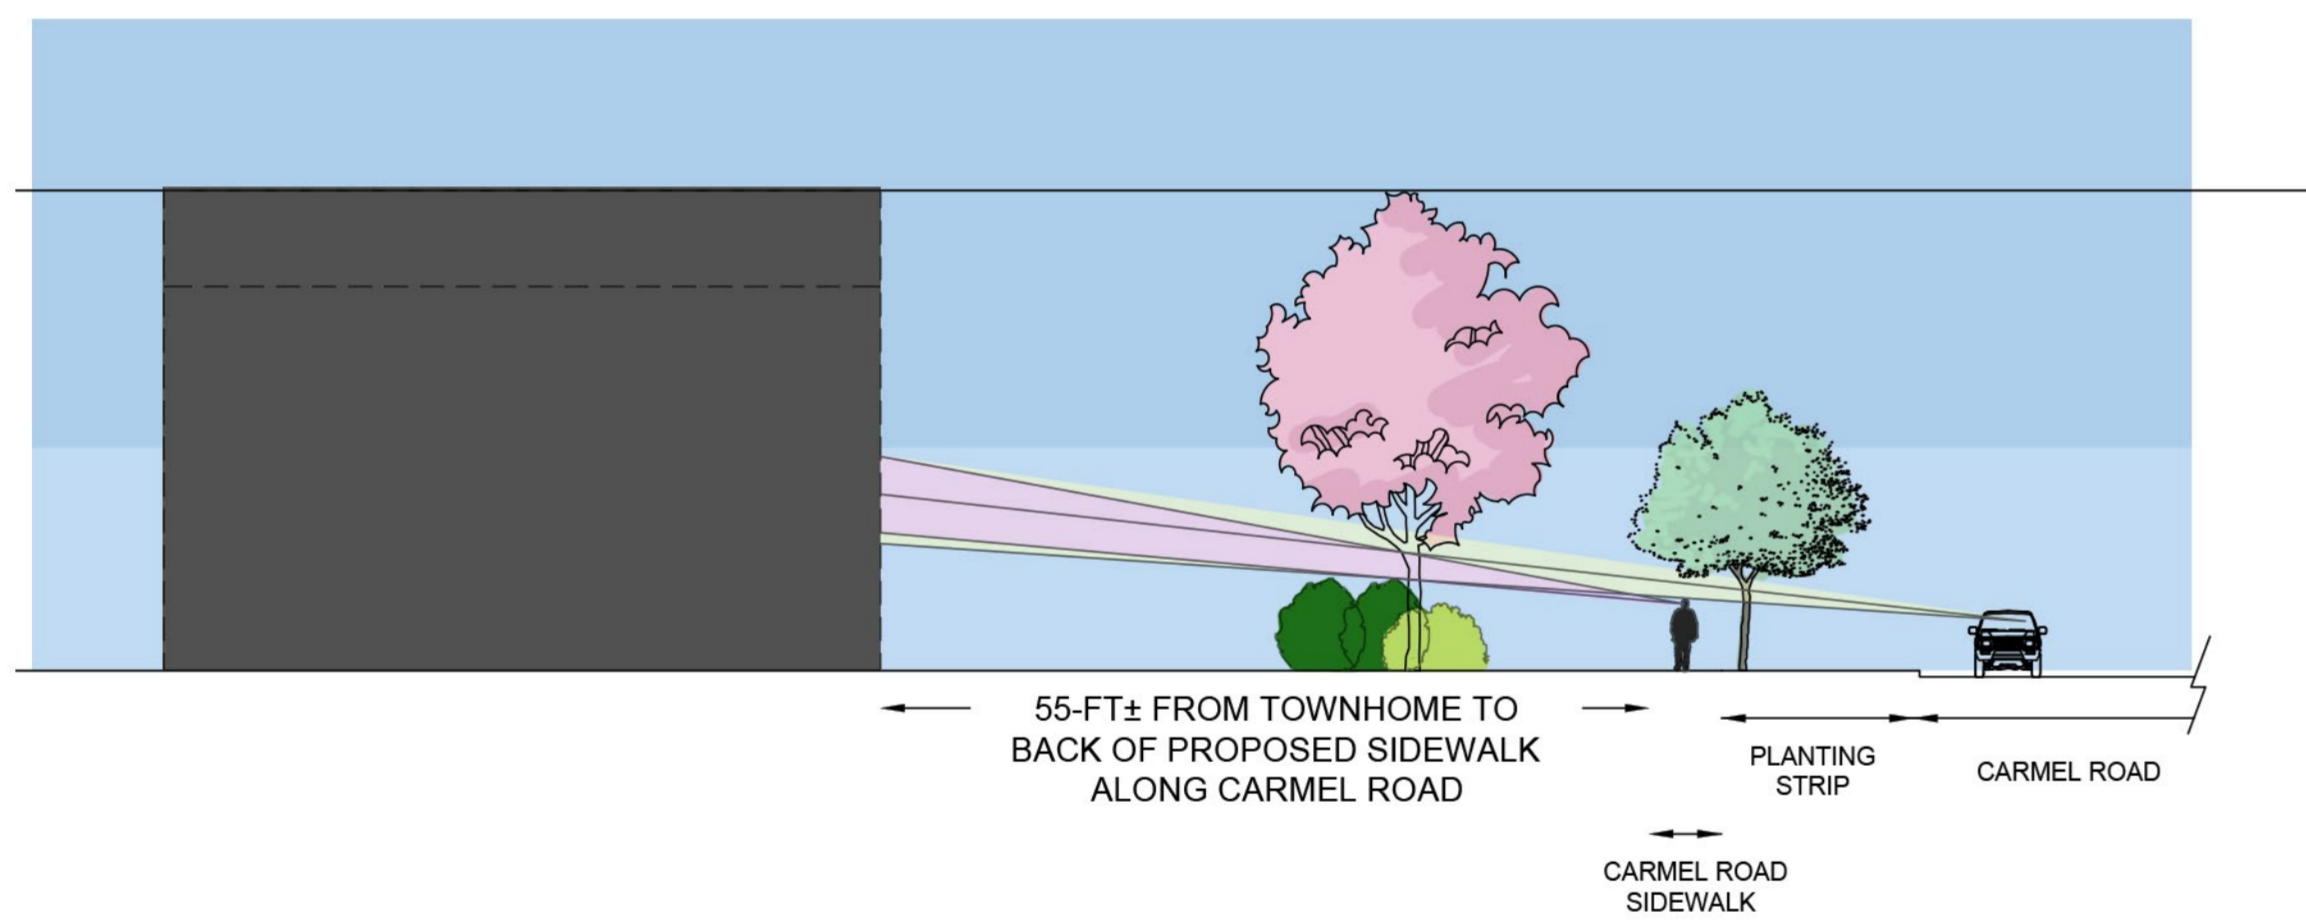 55-FT± FROM TOWNHOME TO
BACK OF PROPOSED SIDEWALK
ALONG CARMEL ROAD
PLANTING
STRIP
CARMEL ROAD
CARMEL ROAD
SIDEWALK